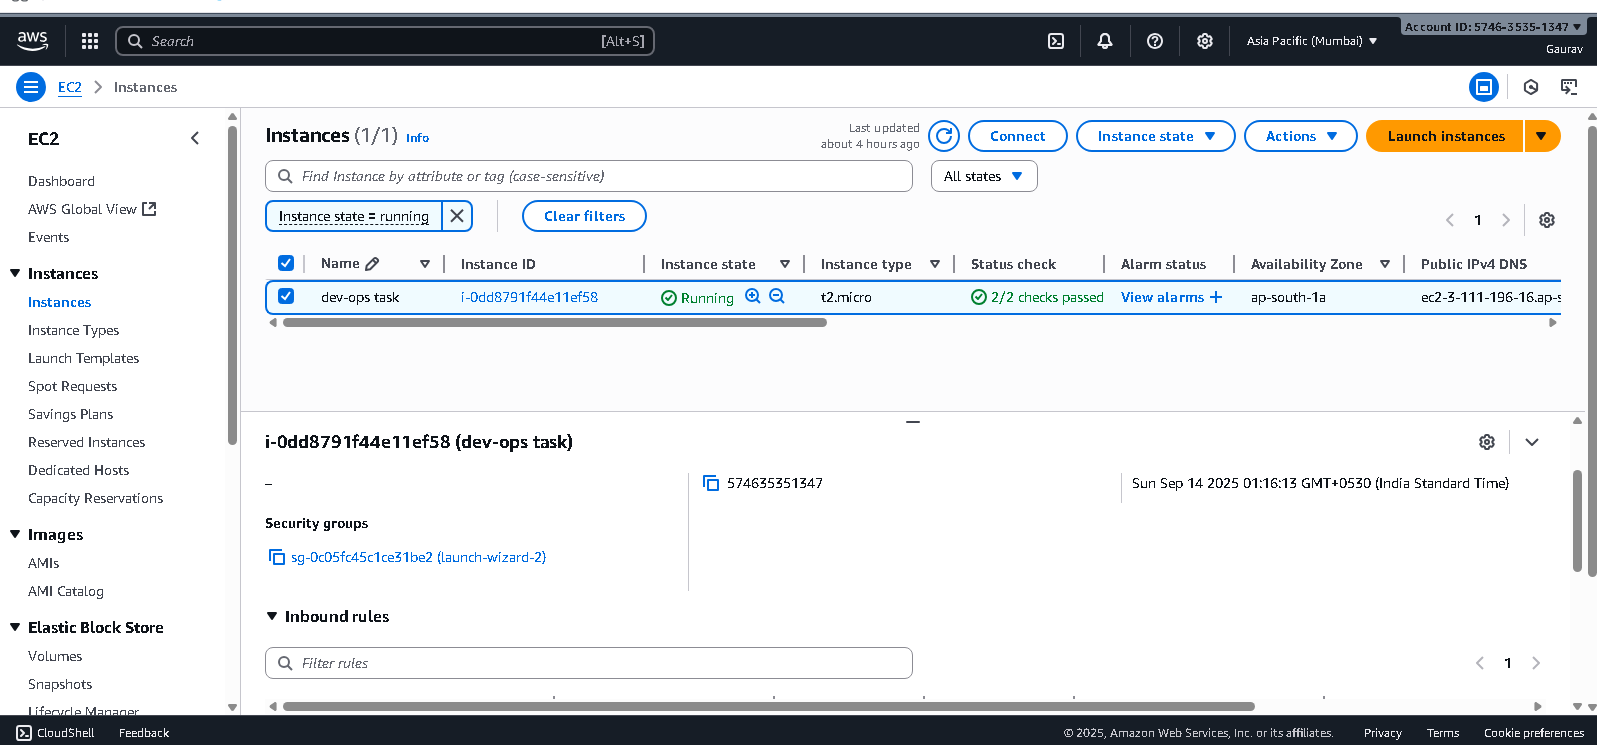 aws
Search [Alt+S]
Asia Pacific (Mumbai)
Account ID: 5746-3535-1347
Gaurav
EC2 > Instances
EC2
Dashboard
AWS Global View
Events
Instances
Instances
Instance Types
Launch Templates
Spot Requests
Savings Plans
Reserved Instances
Dedicated Hosts
Capacity Reservations
Images
AMIs
AMI Catalog
Elastic Block Store
Volumes
Snapshots
Lifecycle Manager
Instances (1/1) Info
Last updated
about 4 hours ago
Connect
Instance state
Actions
Launch instances
Find Instance by attribute or tag (case-sensitive)
All states
Instance state = running
Clear filters
1
Name Instance ID Instance state Instance type Status check Alarm status Availability Zone Public IPv4 DNS
dev-ops task i-0dd8791f44e11ef58 Running t2.micro 2/2 checks passed View alarms + ap-south-1a ec2-3-111-196-16.ap-s
i-0dd8791f44e11ef58 (dev-ops task)
–
574635351347
Sun Sep 14 2025 01:16:13 GMT+0530 (India Standard Time)
Security groups
sg-0c05fc45c1ce31be2 (launch-wizard-2)
Inbound rules
Filter rules
1
CloudShell Feedback
© 2025, Amazon Web Services, Inc. or its affiliates. Privacy Terms Cookie preferences